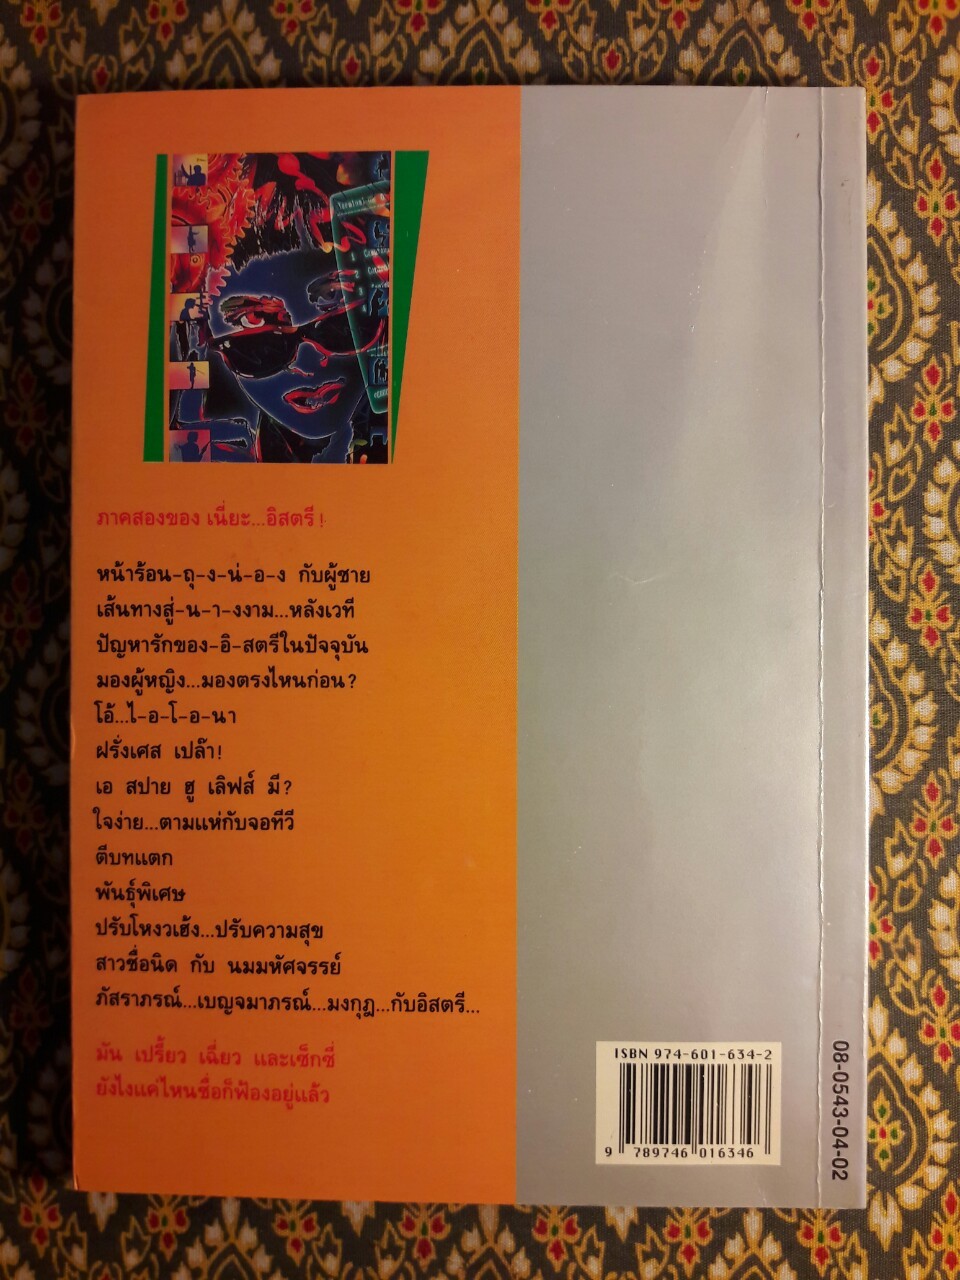 Terminal
ภาคสองของ เนี่ยะ...อิสตรี!
หน้าร้อน-ถุ-ง-น่-อ-ง กับผู้ชาย
เส้นทางสู่-น-า-งงาม...หลังเวที
ปัญหารักของ-อิ-สตรีในปัจจุบัน
มองผู้หญิง...มองตรงไหนก่อน?
โอ้...ไ-อ-โ-อ-นา
ฝรั่งเศส เปล๊า!
เอ สปาย ฮู เลิฟส์ มี?
ใจง่าย...ตามแห่กับจอทีวี
ตีบทแตก
พันธุ์พิเศษ
ปรับโหงวเฮ้ง...ปรับความสุข
สาวชื่อนิด กับ นมมหัศจรรย์
ภัสราภรณ์...เบญจมาภรณ์...มงกุฎ...กับอิสตรี...
มัน เปรี้ยว เฉี่ยว และเซ็กซี่
ยังไงแค่ไหนชื่อก็ฟ้องอยู่แล้ว
ISBN 974-601-634-2
9 789746 016346
08-0543-04-02